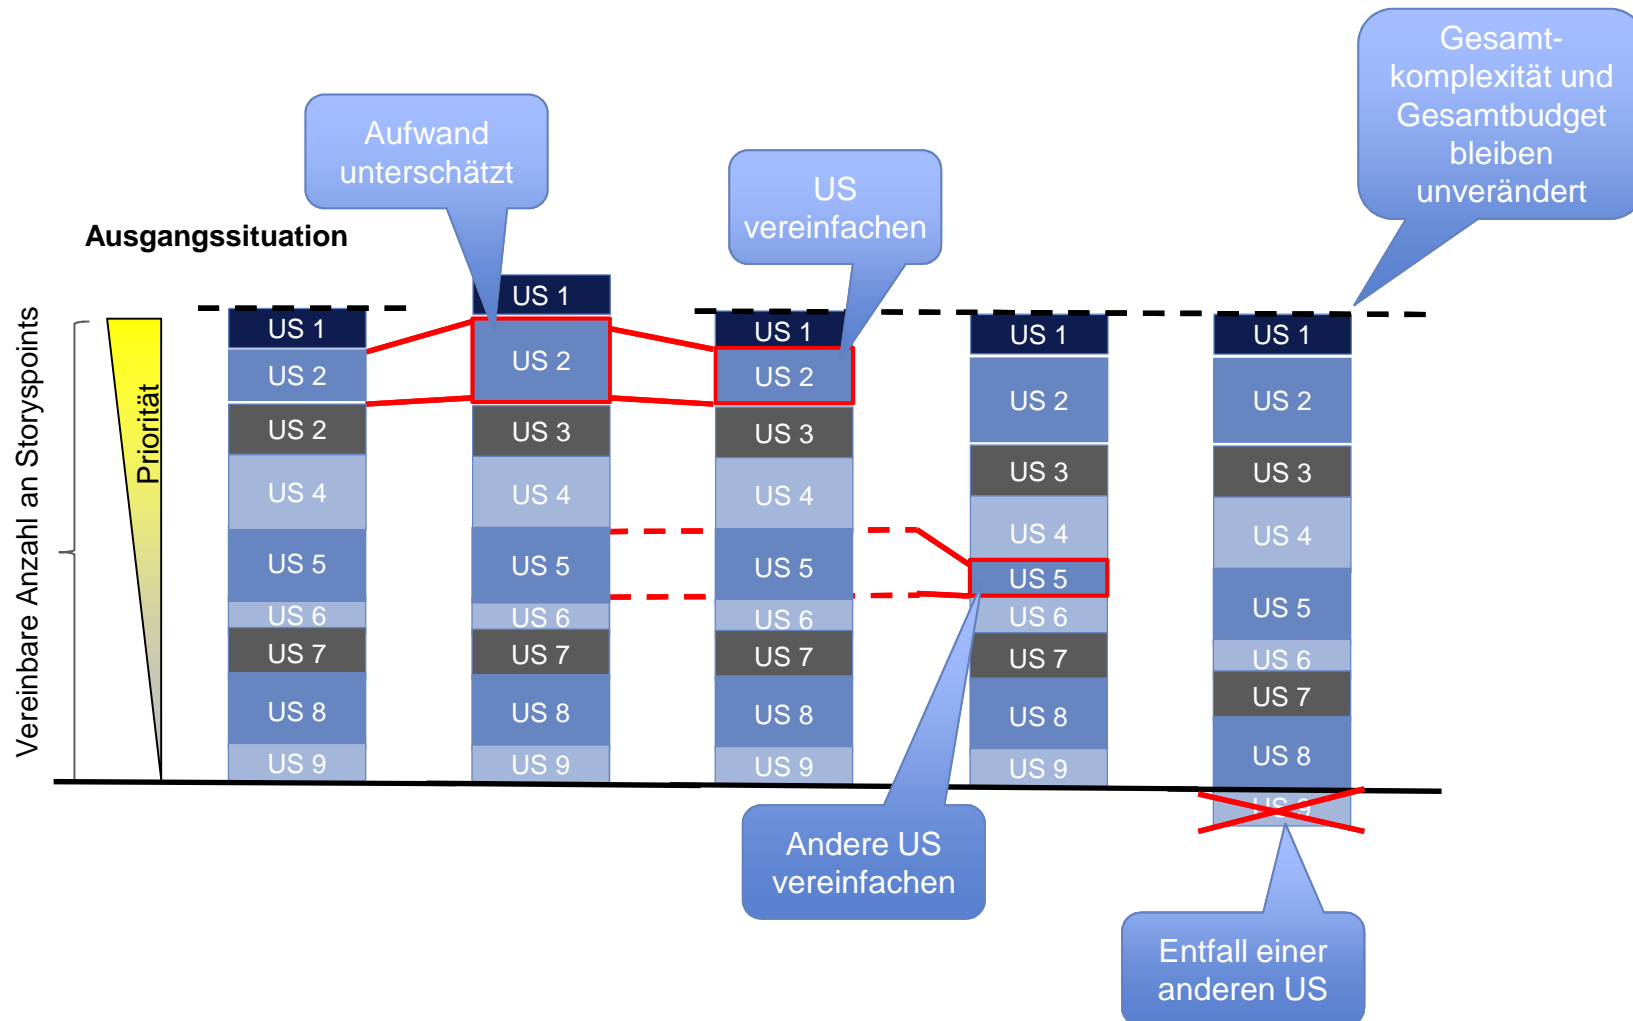 Gesamt-
komplexität und
Gesamtbudget
bleiben
unverändert
Aufwand
unterschätzt
US
vereinfachen
Ausgangssituation
Vereinbare Anzahl an Storyspoints
Priorität
US 1
US 2
US 2
US 4
US 5
US 6
US 7
US 8
US 9
US 1
US 2
US 3
US 4
US 5
US 6
US 7
US 8
US 9
US 1
US 2
US 3
US 4
US 5
US 6
US 7
US 8
US 9
US 1
US 2
US 3
US 4
US 5
US 6
US 7
US 8
US 9
US 1
US 2
US 3
US 4
US 5
US 6
US 7
US 8
US 9
Andere US
vereinfachen
Entfall einer
anderen US